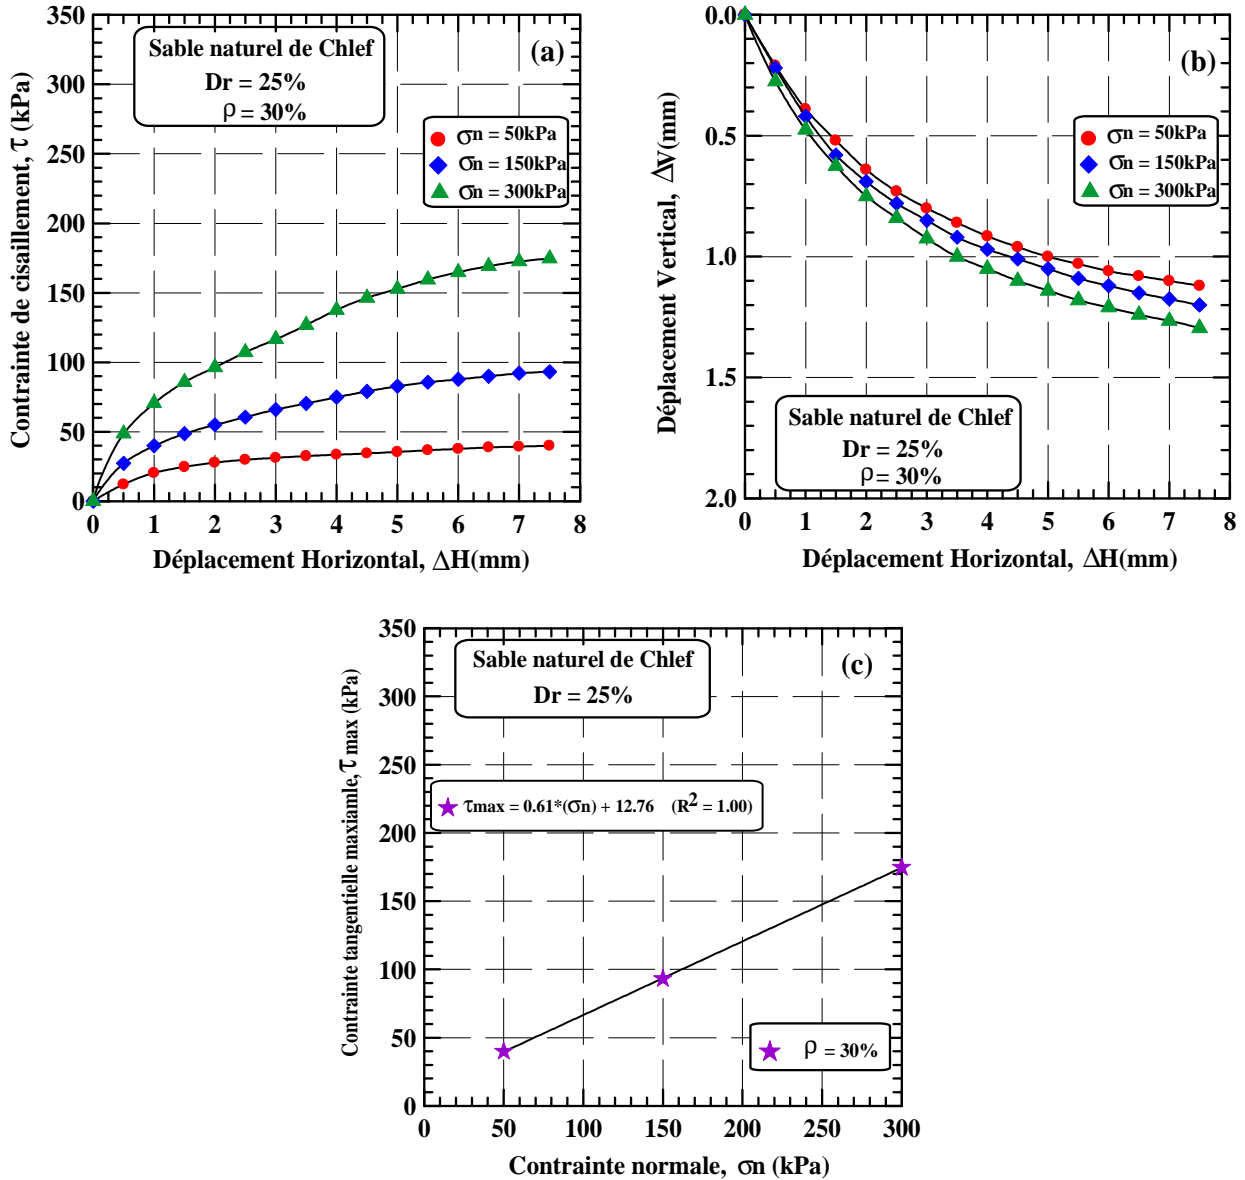 (a)
Sable naturel de Chlef
Dr = 25%
ρ = 30%
σn = 50kPa
σn = 150kPa
σn = 300kPa
Contrainte de cisaillement, τ (kPa)
350
300
250
200
150
100
50
0
0 1 2 3 4 5 6 7 8
Déplacement Horizontal, ΔH(mm)
(b)
σn = 50kPa
σn = 150kPa
σn = 300kPa
Sable naturel de Chlef
Dr = 25%
ρ = 30%
Déplacement Vertical, ΔV(mm)
0.0
0.5
1.0
1.5
2.0
0 1 2 3 4 5 6 7 8
Déplacement Horizontal, ΔH(mm)
(c)
Sable naturel de Chlef
Dr = 25%
τmax = 0.61*(σn) + 12.76 (R² = 1.00)
ρ = 30%
Contrainte tangentielle maxiamle, τ max (kPa)
350
300
250
200
150
100
50
0
0 50 100 150 200 250 300
Contrainte normale, σn (kPa)